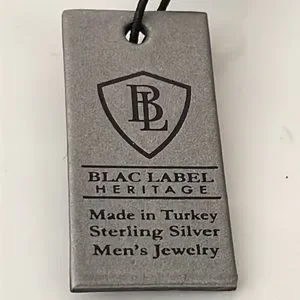 BL
BLAC LABEL
HERITAGE
Made in Turkey
Sterling Silver
Men's Jewelry